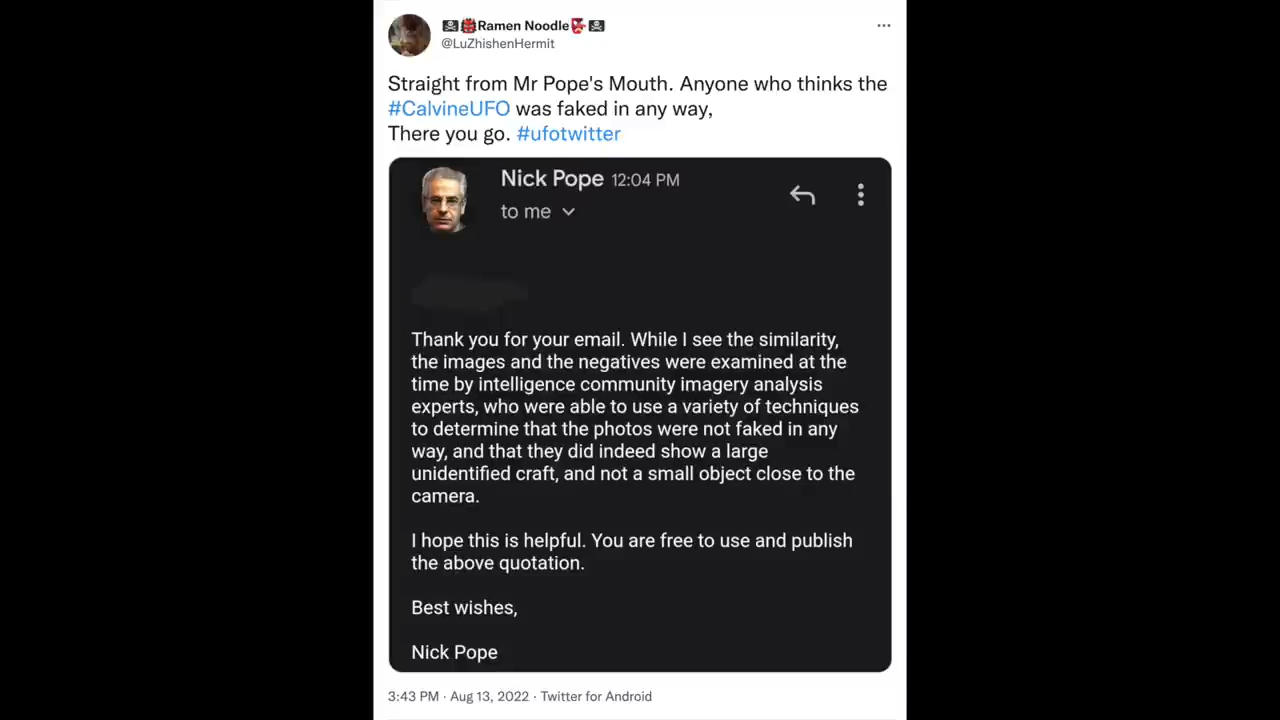 🏴‍☠️👹Ramen Noodle👺🏴‍☠️
@LuZhishenHermit
Straight from Mr Pope's Mouth. Anyone who thinks the
#CalvineUFO was faked in any way,
There you go. #ufotwitter
Nick Pope 12:04 PM
to me
Thank you for your email. While I see the similarity,
the images and the negatives were examined at the
time by intelligence community imagery analysis
experts, who were able to use a variety of techniques
to determine that the photos were not faked in any
way, and that they did indeed show a large
unidentified craft, and not a small object close to the
camera.
I hope this is helpful. You are free to use and publish
the above quotation.
Best wishes,
Nick Pope
3:43 PM · Aug 13, 2022 · Twitter for Android